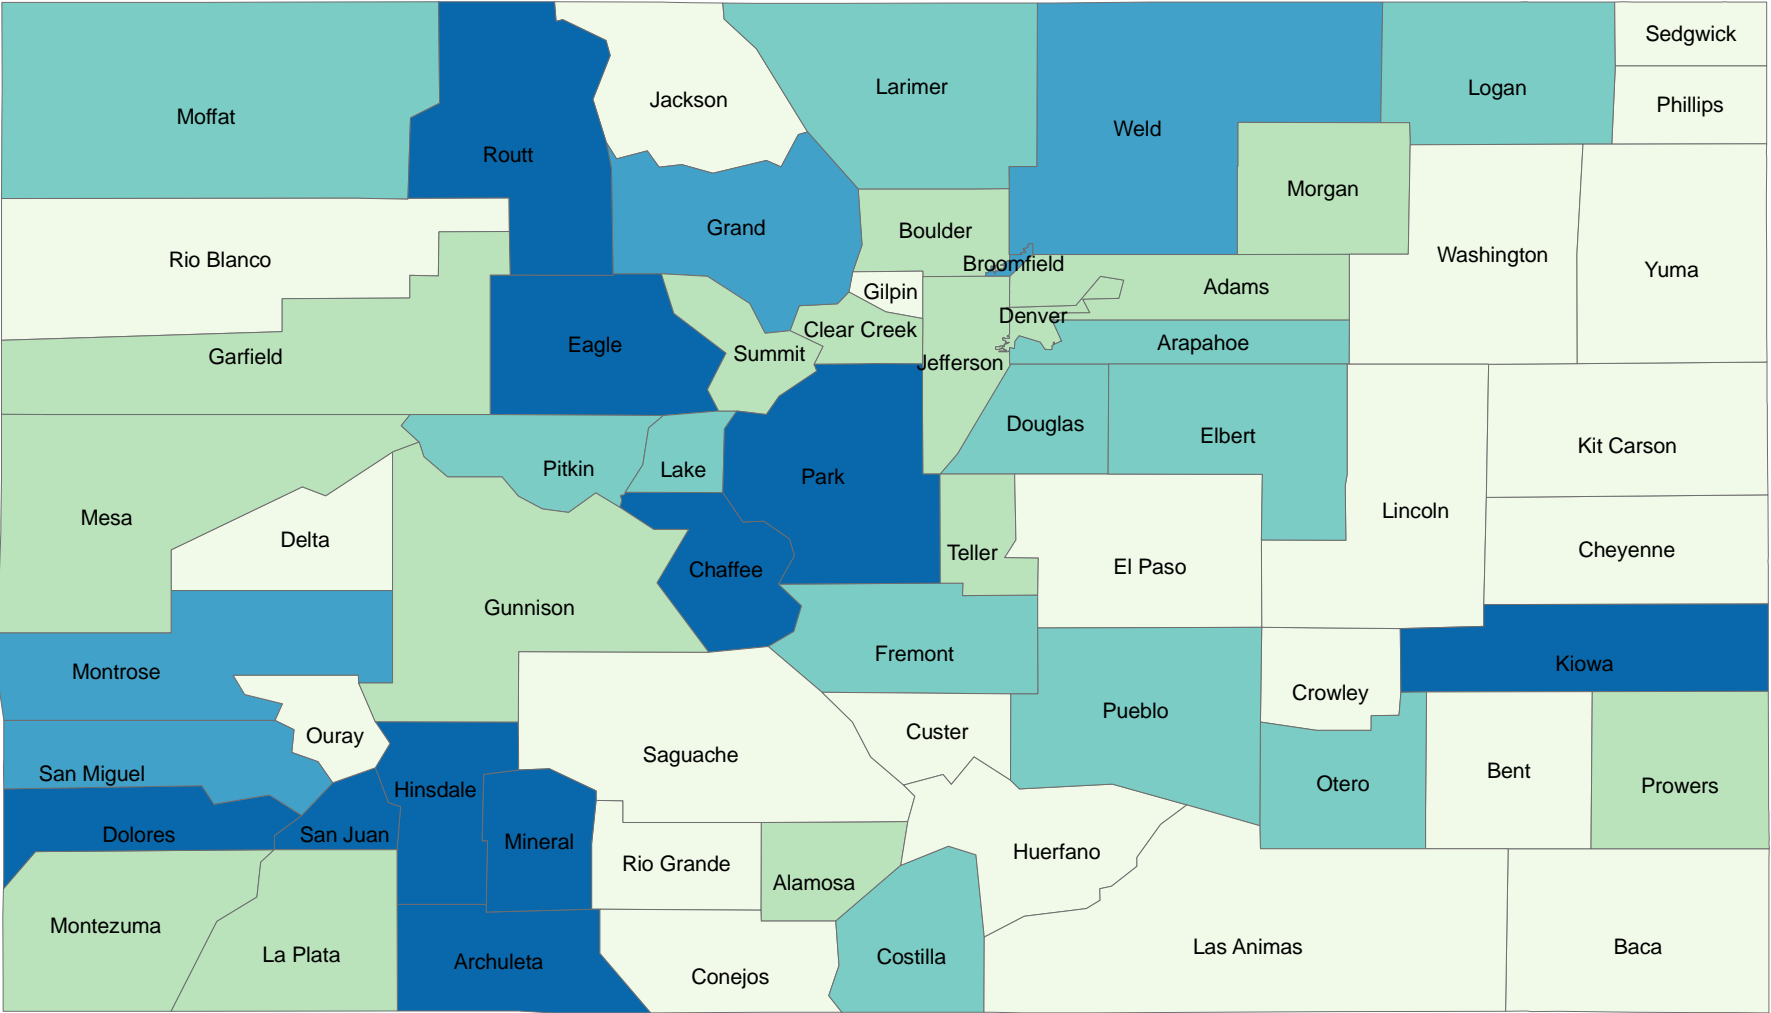 Sedgwick
Moffat
Routt
Jackson
Larimer
Weld
Logan
Phillips
Morgan
Rio Blanco
Grand
Boulder
Broomfield
Washington
Yuma
Gilpin
Adams
Garfield
Eagle
Summit
Clear Creek
Denver
Jefferson
Arapahoe
Douglas
Elbert
Kit Carson
Pitkin
Lake
Park
Mesa
Delta
Lincoln
Cheyenne
Gunnison
Chaffee
Teller
El Paso
Montrose
Fremont
Kiowa
Ouray
Crowley
Pueblo
Custer
San Miguel
Saguache
Hinsdale
Otero
Bent
Prowers
Dolores
San Juan
Mineral
Rio Grande
Alamosa
Huerfano
Montezuma
La Plata
Archuleta
Conejos
Costilla
Las Animas
Baca